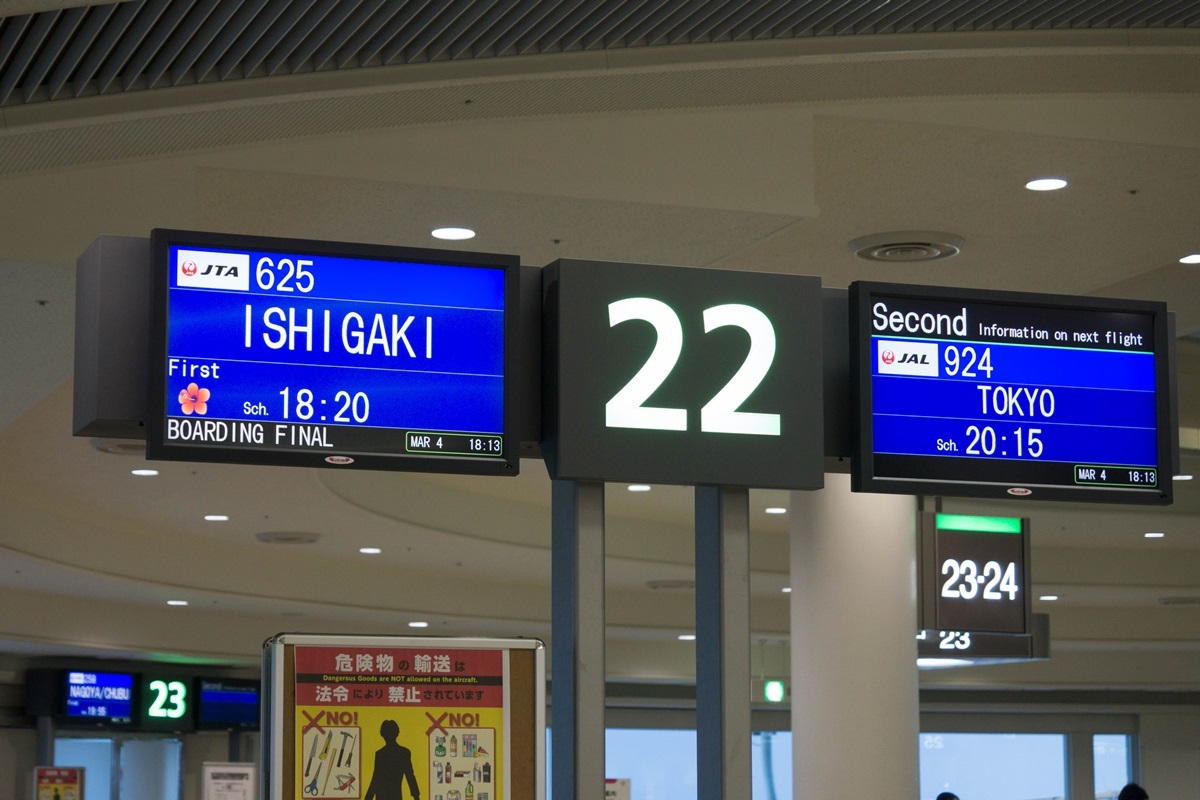 JTA 625
ISHIGAKI
First
Sch. 18:20
BOARDING FINAL
MAR 4 18:13
22
Second Information on next flight
JAL 924
TOKYO
Sch. 20:15
MAR 4 18:13
23·24
23
NAGOYA/CHUBU
23
危険物の輸送は
Dangerous Goods are NOT allowed on the aircraft.
法令により禁止されています
NO!
NO!
25